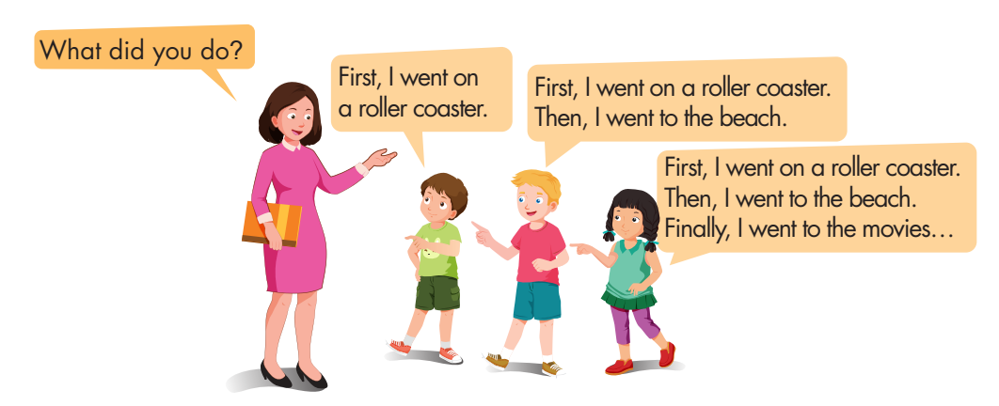 What did you do?
First, I went on
a roller coaster.
First, I went on a roller coaster.
Then, I went to the beach.
First, I went on a roller coaster.
Then, I went to the beach.
Finally, I went to the movies…